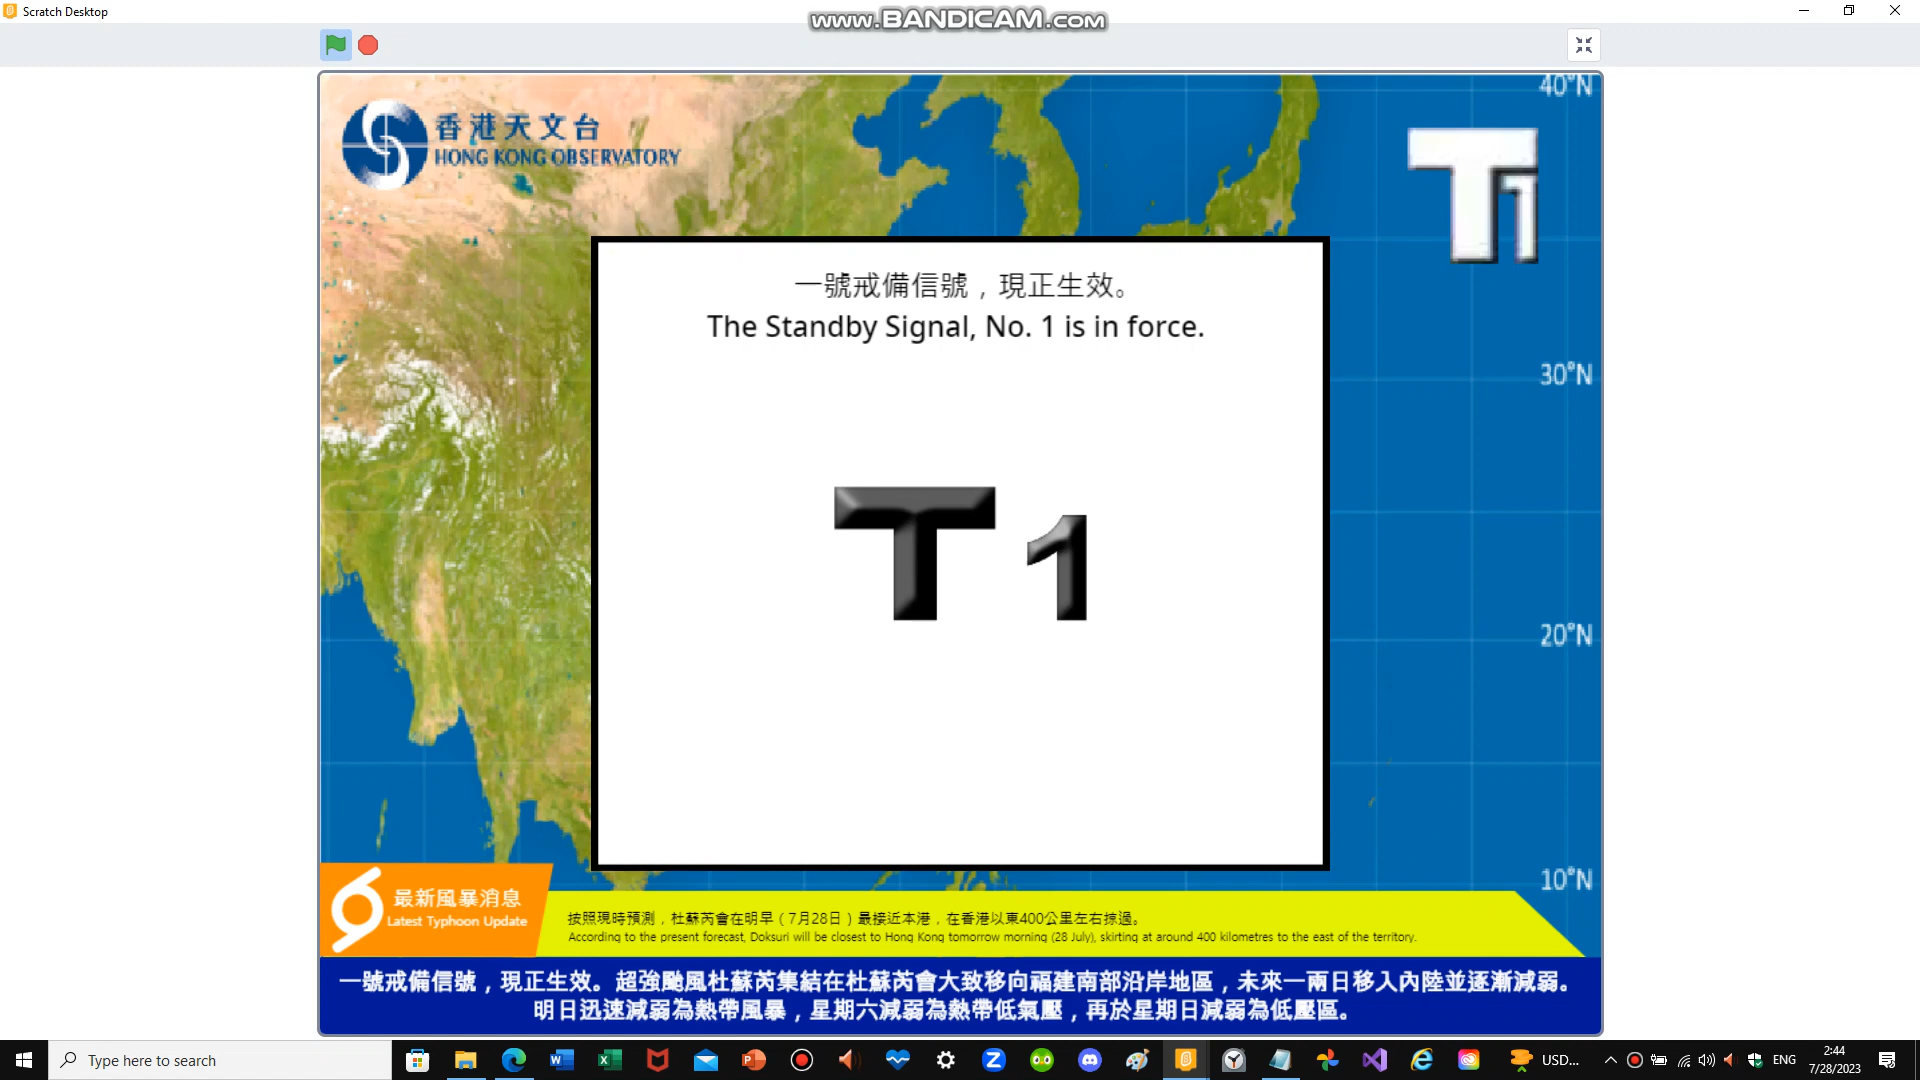 Scratch Desktop
www.BANDICAM.com
香港天文台
HONG KONG OBSERVATORY
40°N
T1
一號戒備信號，現正生效。
The Standby Signal, No. 1 is in force.
30°N
T1
20°N
10°N
最新風暴消息
Latest Typhoon Update
按照現時預測，杜蘇芮會在明早（7月28日）最接近本港，在香港以東400公里左右掠過。
According to the present forecast, Doksuri will be closest to Hong Kong tomorrow morning (28 July), skirting at around 400 kilometres to the east of the territory.
一號戒備信號，現正生效。超強颱風杜蘇芮集結在杜蘇芮會大致移向福建南部沿岸地區，未來一兩日移入內陸並逐漸減弱。
明日迅速減弱為熱帶風暴，星期六減弱為熱帶低氣壓，再於星期日減弱為低壓區。
Type here to search
USD...
ENG
2:44
7/28/2023